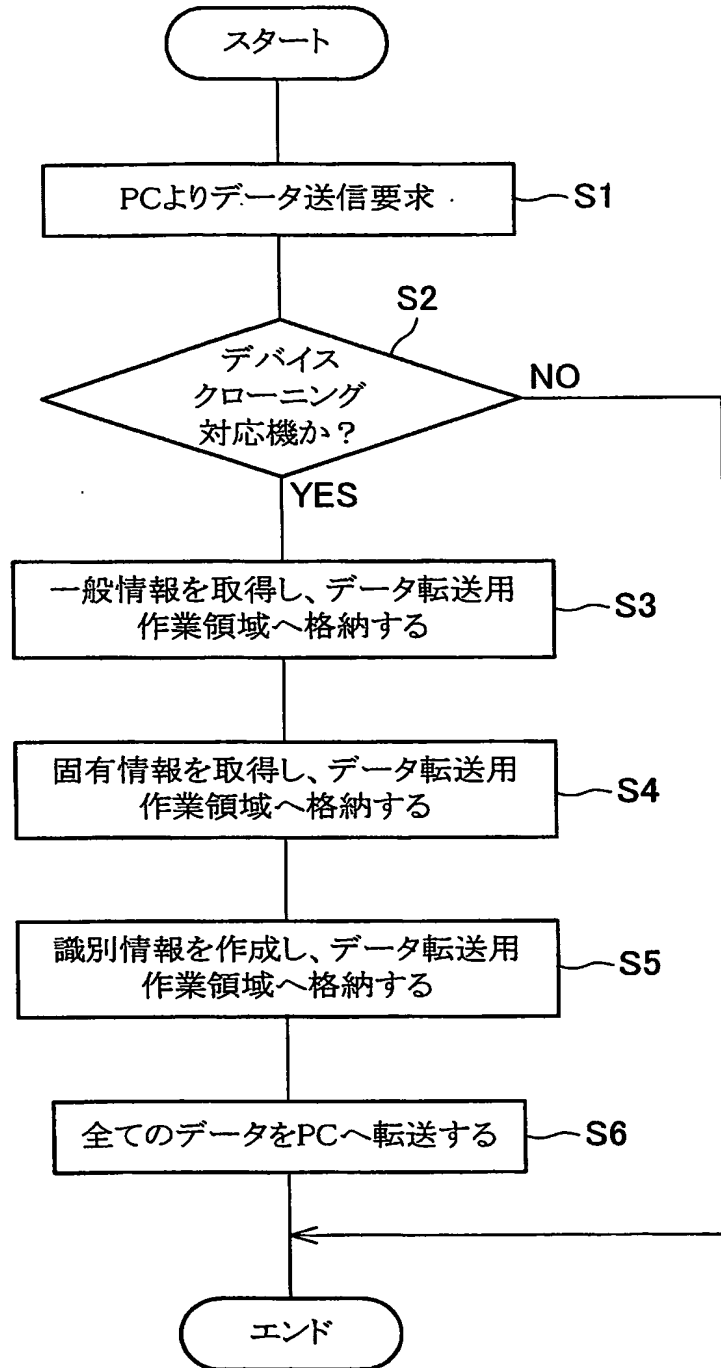 スタート
PCよりデータ送信要求
S1
S2
デバイス
クローニング
対応機か?
NO
YES
一般情報を取得し、データ転送用
作業領域へ格納する
S3
固有情報を取得し、データ転送用
作業領域へ格納する
S4
識別情報を作成し、データ転送用
作業領域へ格納する
S5
全てのデータをPCへ転送する
S6
エンド